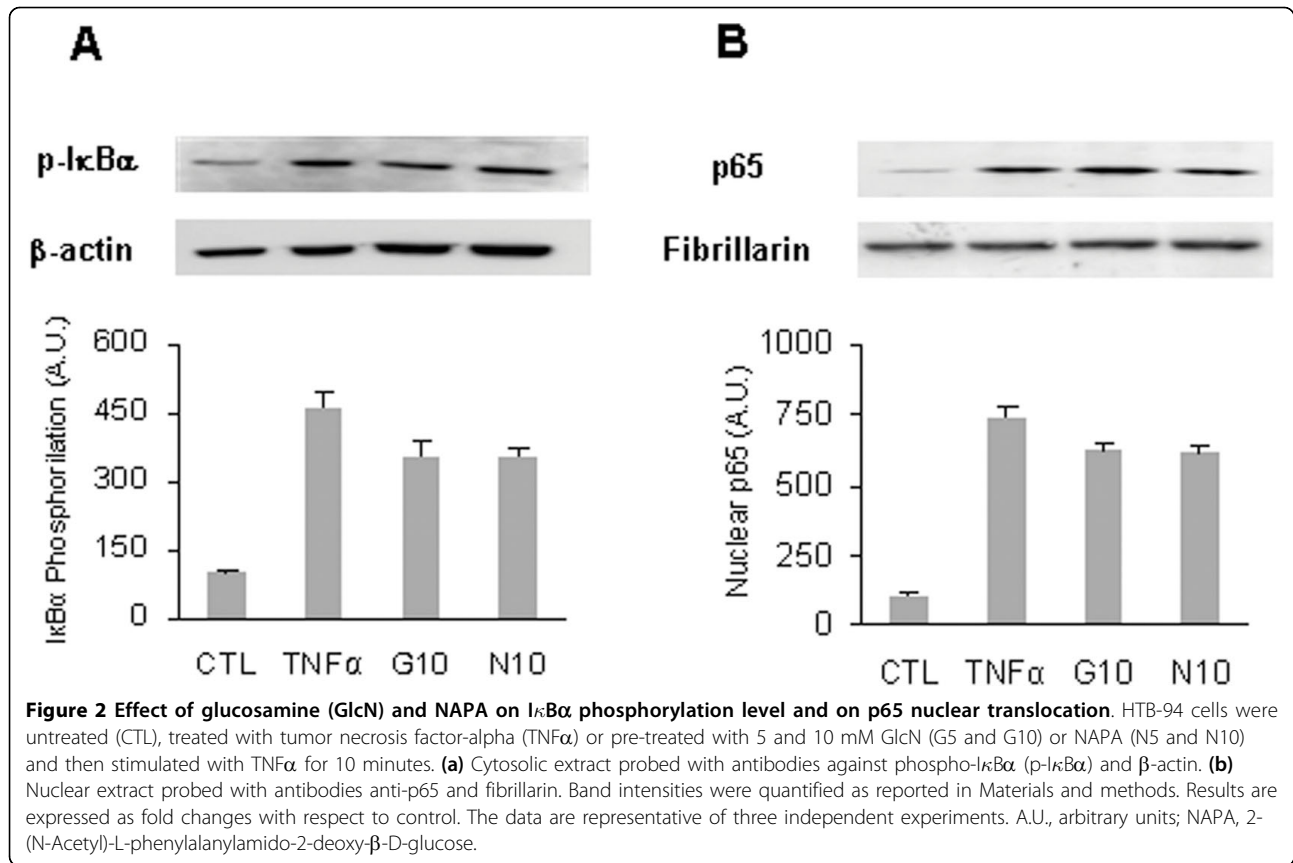 A
B
p-IκBα
β-actin
p65
Fibrillarin
IκBα Phosphorilation (A.U.)
600
450
300
150
0
CTL TNFα G10 N10
Nuclear p65 (A.U.)
1000
750
500
250
0
CTL TNFα G10 N10
Figure 2 Effect of glucosamine (GlcN) and NAPA on IκBα phosphorylation level and on p65 nuclear translocation. HTB-94 cells were
untreated (CTL), treated with tumor necrosis factor-alpha (TNFα) or pre-treated with 5 and 10 mM GlcN (G5 and G10) or NAPA (N5 and N10)
and then stimulated with TNFα for 10 minutes. (a) Cytosolic extract probed with antibodies against phospho-IκBα (p-IκBα) and β-actin. (b)
Nuclear extract probed with antibodies anti-p65 and fibrillarin. Band intensities were quantified as reported in Materials and methods. Results are
expressed as fold changes with respect to control. The data are representative of three independent experiments. A.U., arbitrary units; NAPA, 2-
(N-Acetyl)-L-phenylalanylamido-2-deoxy-β-D-glucose.